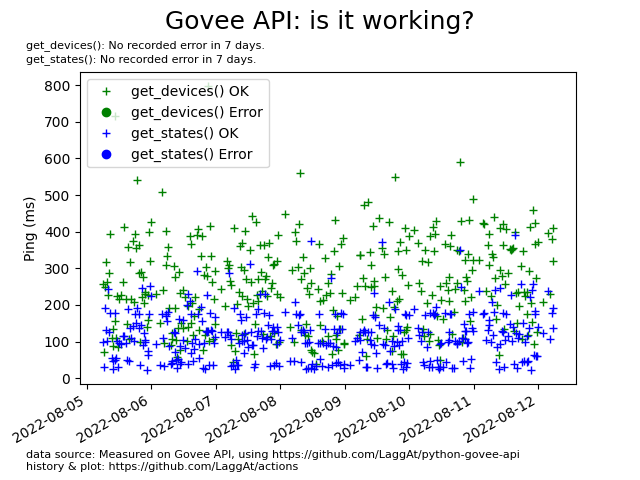 Govee API: is it working?
get_devices(): No recorded error in 7 days.
get_states(): No recorded error in 7 days.
get_devices() OK
get_devices() Error
get_states() OK
get_states() Error
Ping (ms)
800
700
600
500
400
300
200
100
0
2022-08-05
2022-08-06
2022-08-07
2022-08-08
2022-08-09
2022-08-10
2022-08-11
2022-08-12
data source: Measured on Govee API, using https://github.com/LaggAt/python-govee-api
history & plot: https://github.com/LaggAt/actions